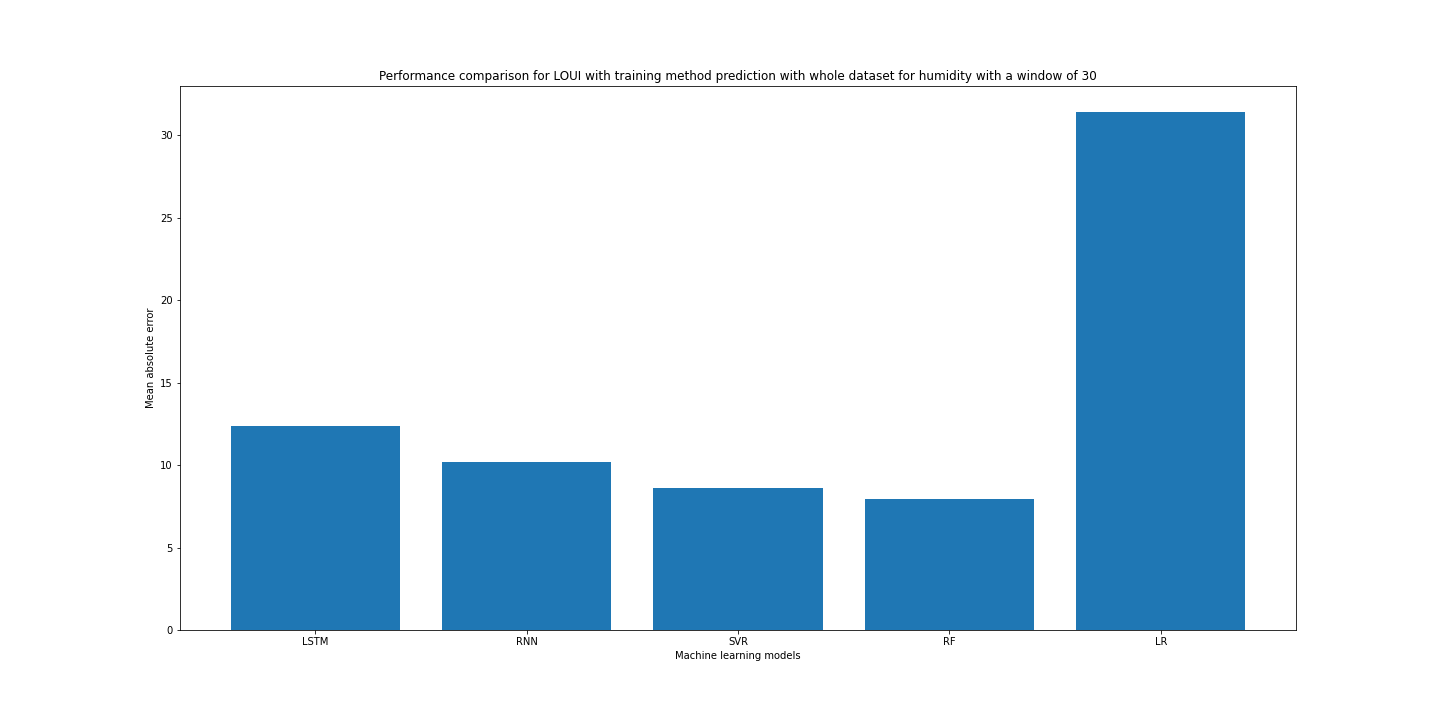 Performance comparison for LOUI with training method prediction with whole dataset for humidity with a window of 30
Mean absolute error
30
25
20
15
10
5
0
LSTM RNN SVR RF LR
Machine learning models